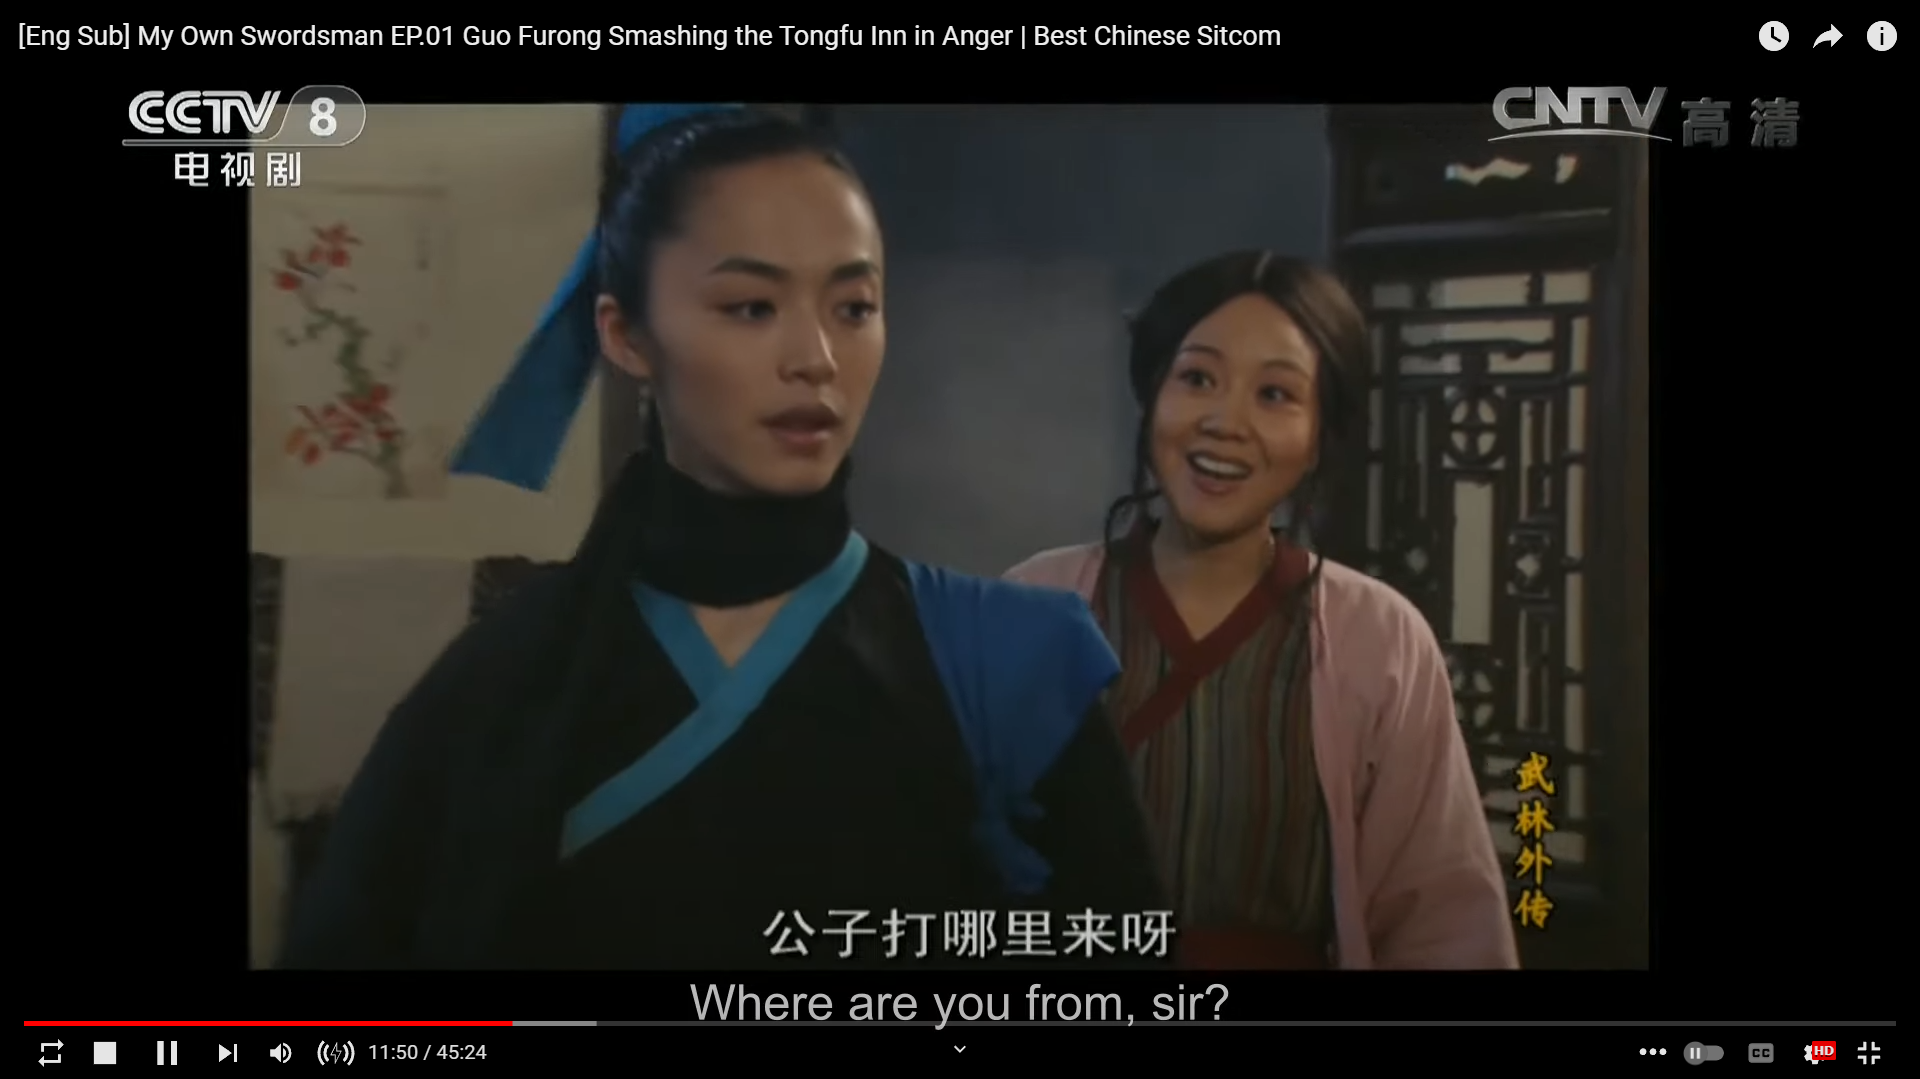 [Eng Sub] My Own Swordsman EP.01 Guo Furong Smashing the Tongfu Inn in Anger | Best Chinese Sitcom
CCTV 8
电视剧
CNTV 高清
武林外传
公子打哪里来呀
Where are you from, sir?
11:50 / 45:24
CC
HD